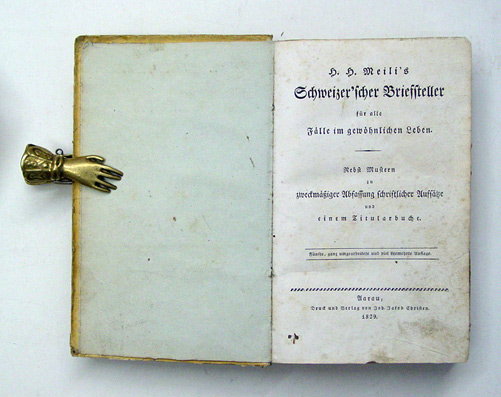 H. H. Meili's
Schweizer'scher Briefsteller
für alle
Fälle im gewöhnlichen Leben.
Nebst Mustern
zu
zweckmäßiger Abfassung schriftlicher Aufsätze
und
einem Titularbuche.
Fünfte, ganz umgearbeitete und viel vermehrte Auflage.
Aarau,
Druck und Verlag von Joh. Jakob Christen.
1829.